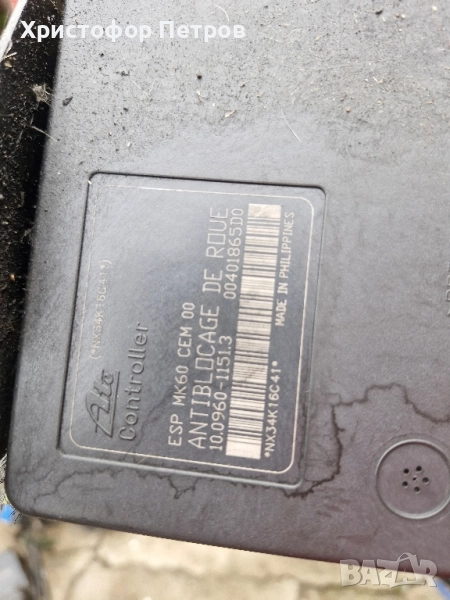 Христофор Петров
(*NX34K16C41*)
Ate
Controller
ESP MK60 CEM 00
ANTIBLOCAGE DE ROUE
10.0960-1151.3
00401865D0
*NX34K16C41*
MADE IN PHILIPPINES
bazar